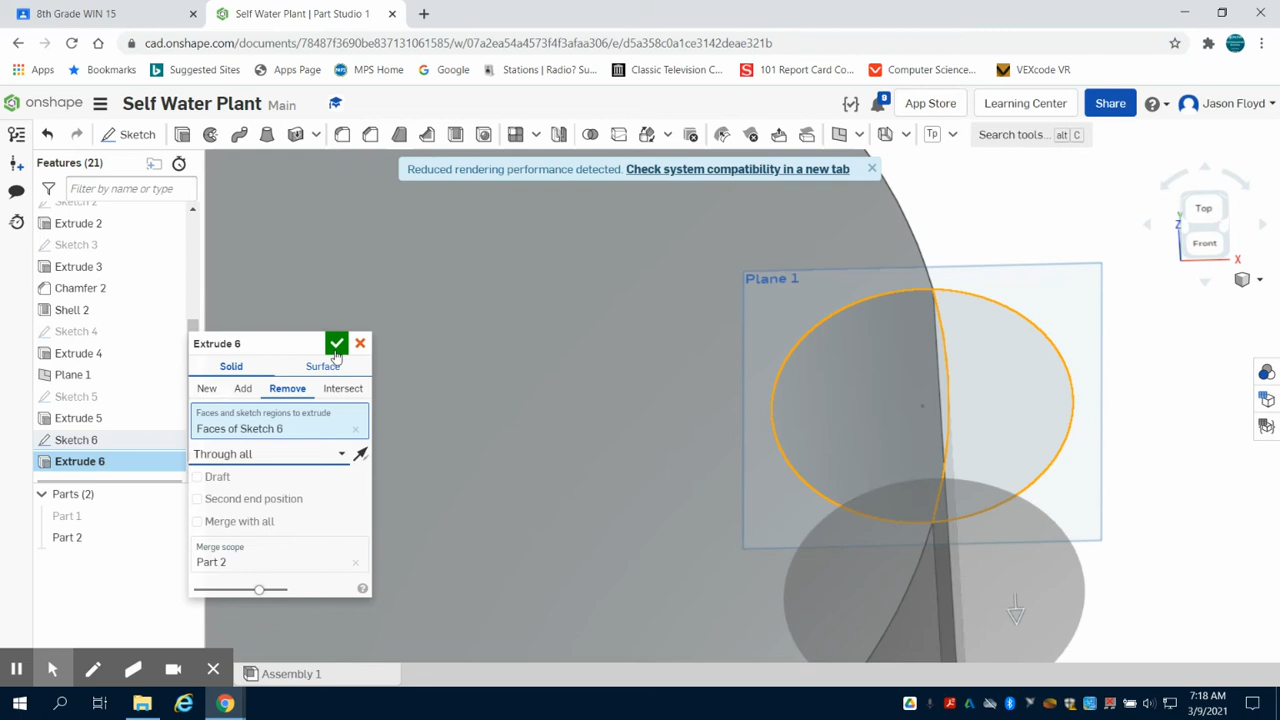 8th Grade WIN 15
Self Water Plant | Part Studio 1
cad.onshape.com/documents/78487f3690be837131061585/w/07a2ea54a4573f4f3afaa306/e/d5a358c0a1ce3142deae321b
Apps
Bookmarks
Suggested Sites
Apps Page
MPS Home
Google
Stations | Radio? Su...
Classic Television C...
101 Report Card Co...
Computer Science...
VEXcode VR
onshape
Self Water Plant Main
App Store
Learning Center
Share
Jason Floyd
Sketch
Tp
Search tools... alt C
Features (21)
Reduced rendering performance detected. Check system compatibility in a new tab
Filter by name or type
Sketch 2
Extrude 2
Sketch 3
Extrude 3
Chamfer 2
Shell 2
Sketch 4
Extrude 4
Plane 1
Sketch 5
Extrude 5
Sketch 6
Extrude 6
Parts (2)
Part 1
Part 2
Extrude 6
Solid
Surface
New
Add
Remove
Intersect
Faces and sketch regions to extrude
Faces of Sketch 6
Through all
Draft
Second end position
Merge with all
Merge scope
Part 2
Plane 1
Top
Front
Z
Y
X
Assembly 1
7:18 AM
3/9/2021